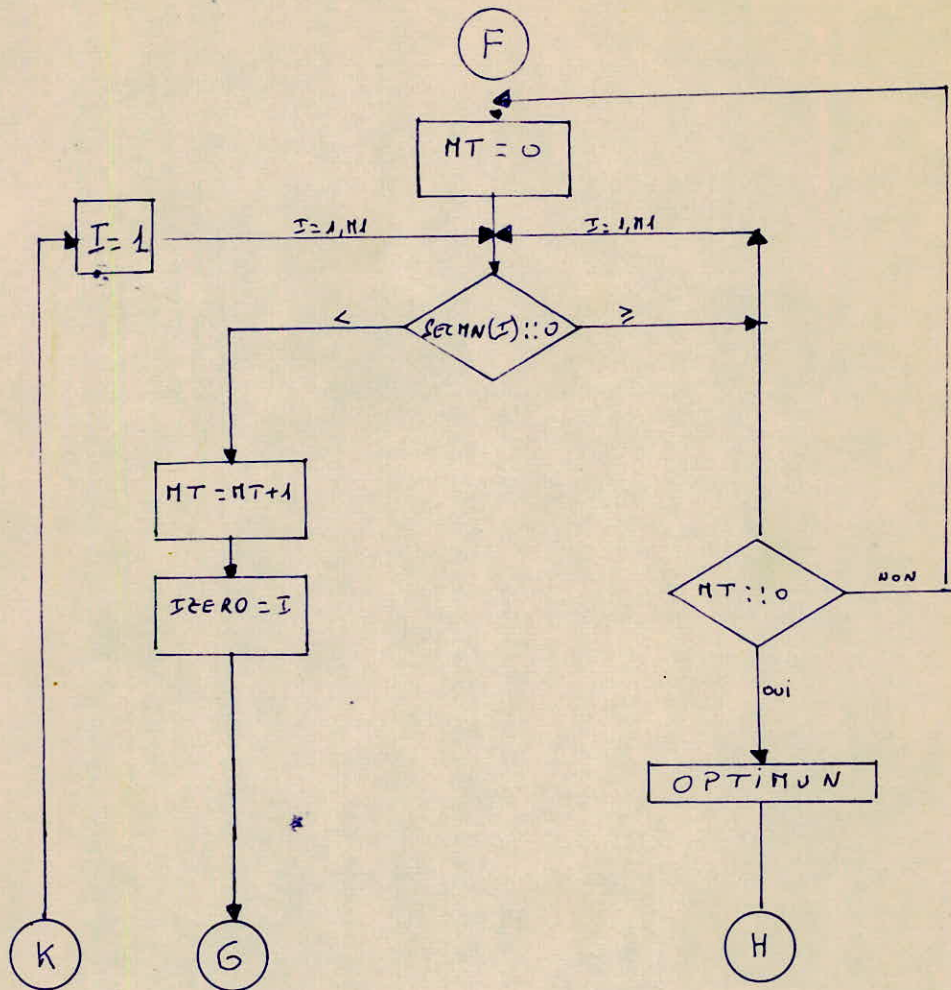 F
MT = 0
I = 1
I = 1, M1
I = 1, M1
<
SECMN(I) :: 0
≥
MT = MT+1
IZERO = I
MT :: 0
NON
OUI
OPTIMUN
K
G
H